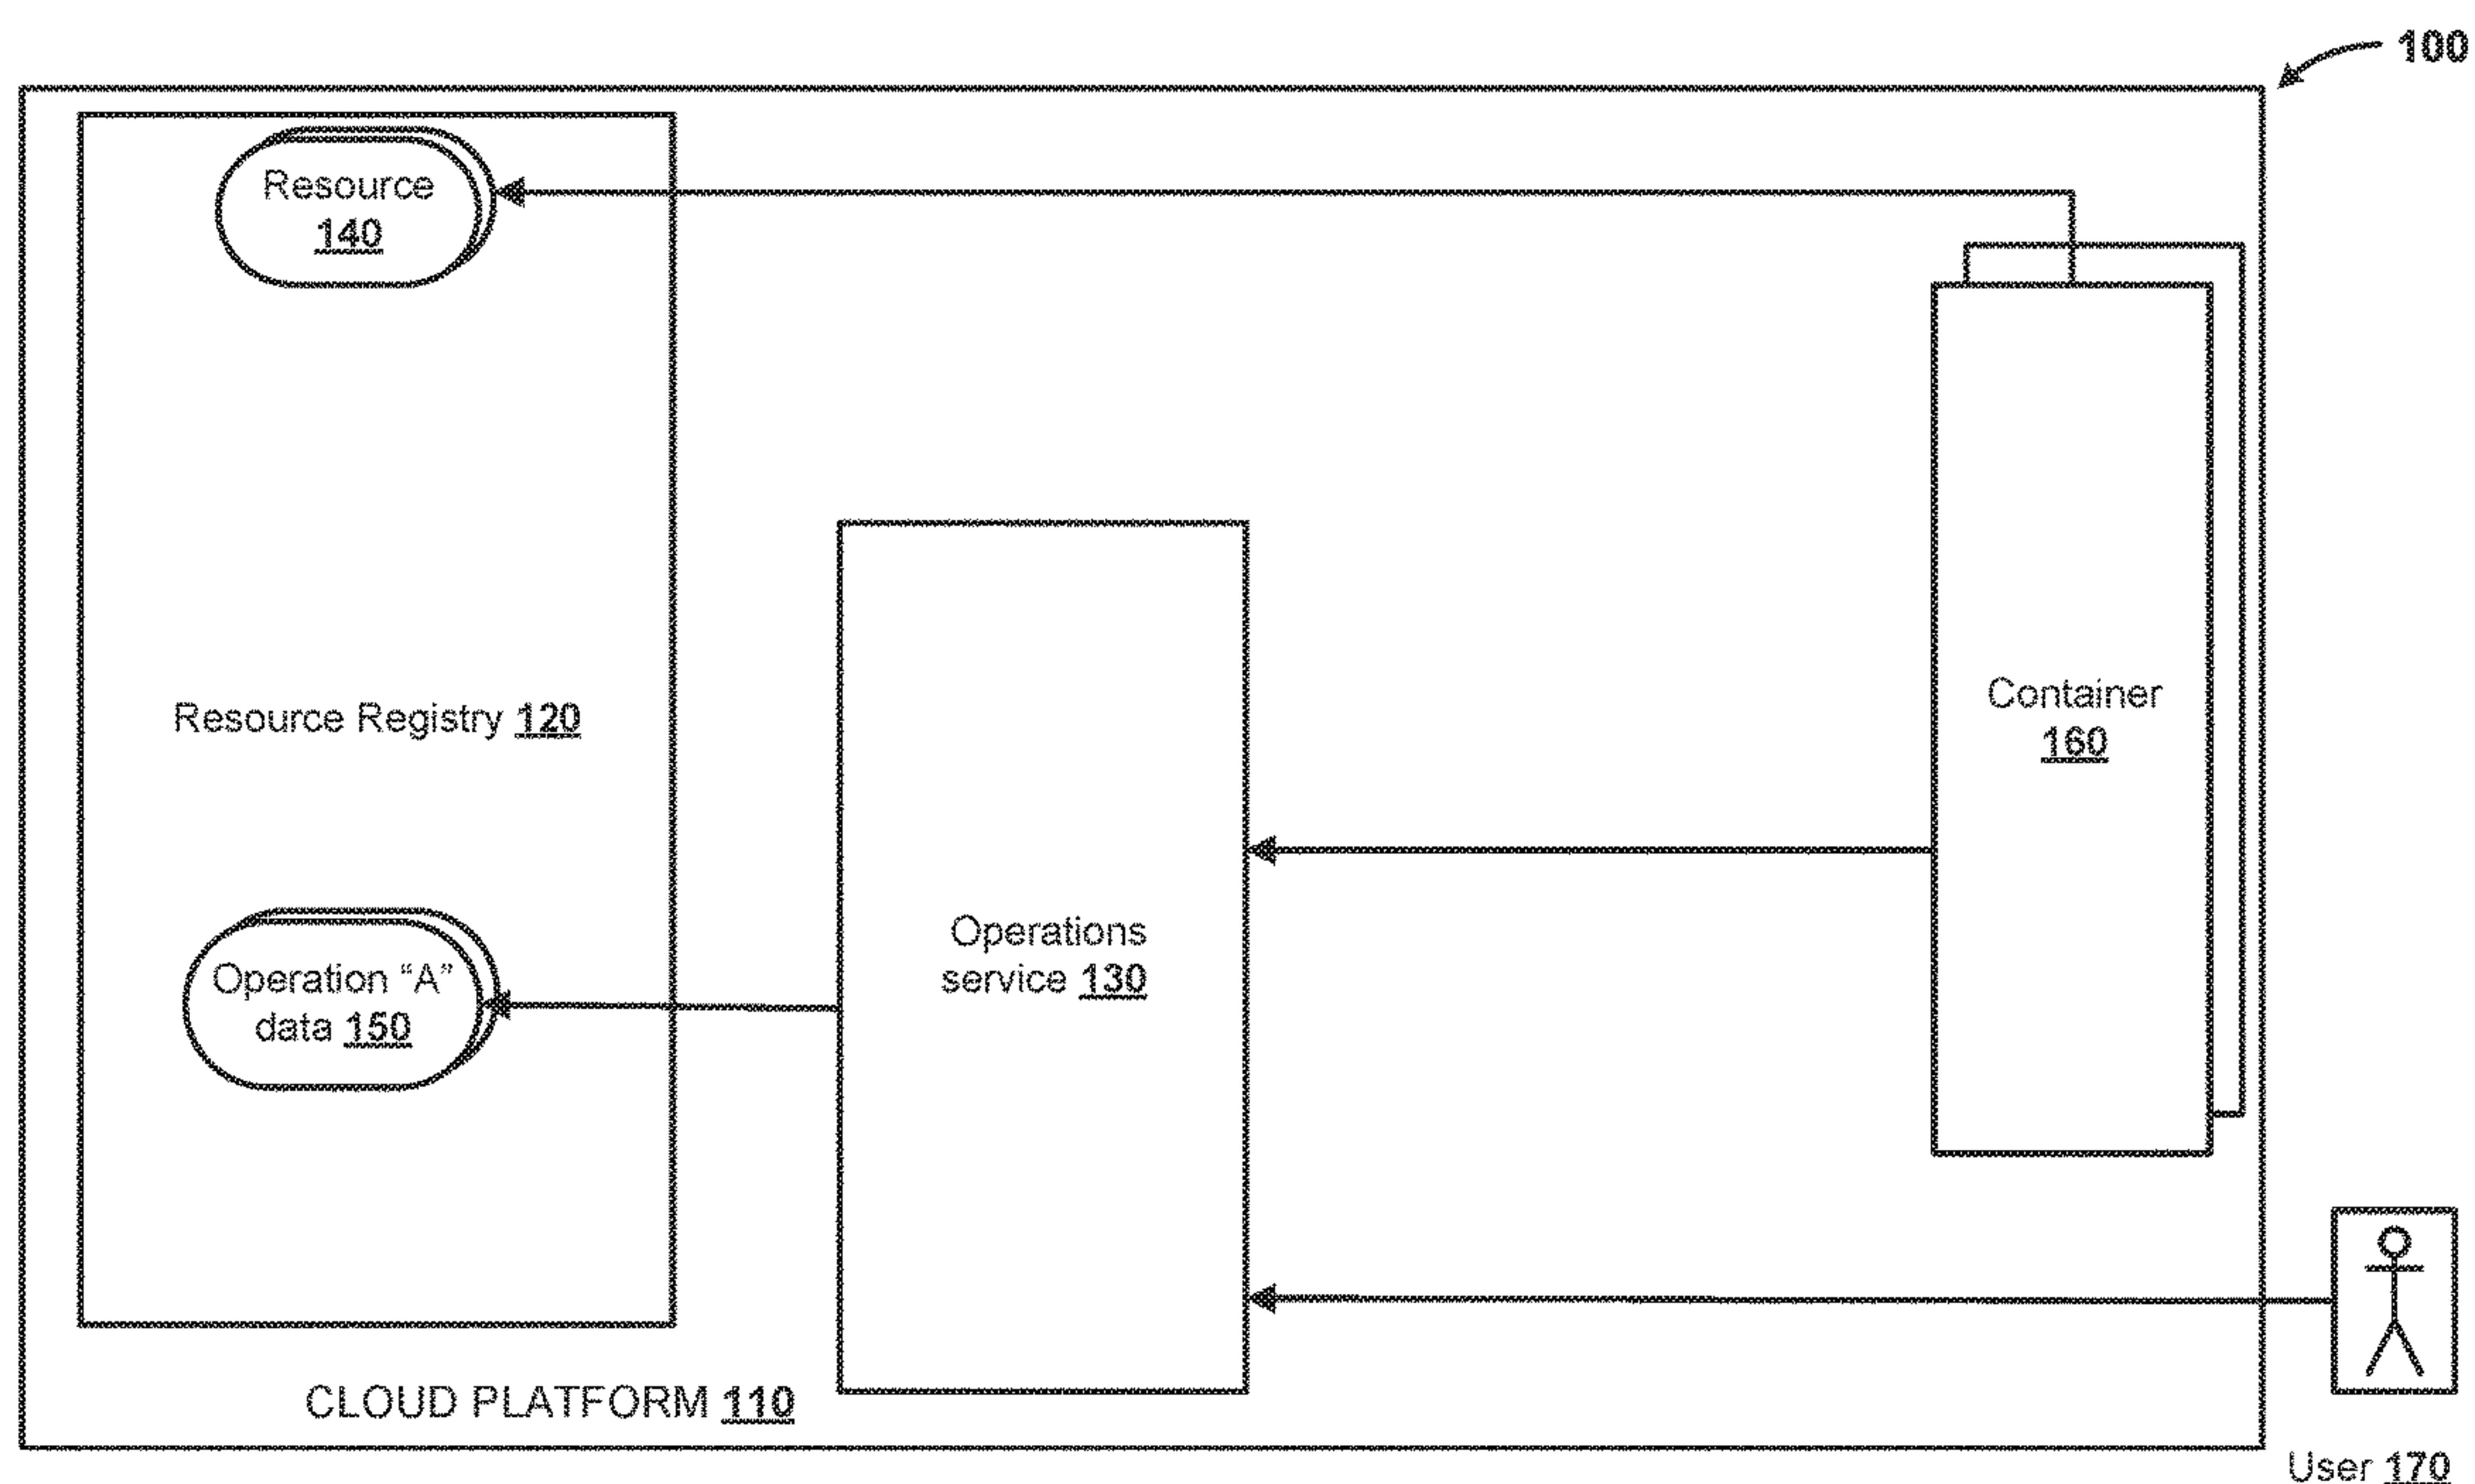 100
Resource
140
Container
160
Resource Registry 120
Operations
service 130
Operation “A”
data 150
CLOUD PLATFORM 110
User 170